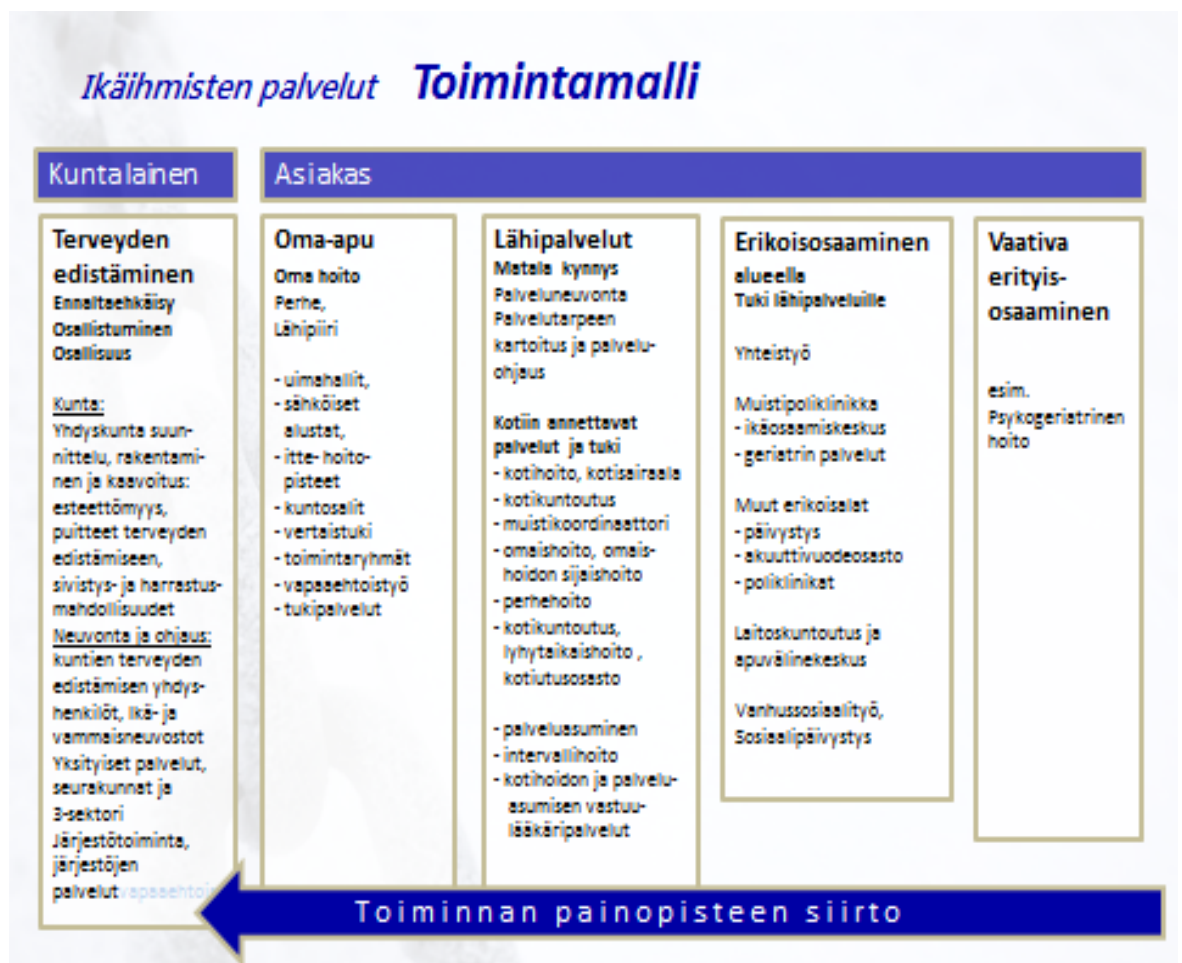 Ikäihmisten palvelut Toimintamalli
Kuntalainen
Asiakas
Terveyden
edistäminen
Ennaltaehkäisy
Osallistuminen
Osallisuus
Kunta:
Yhdyskunta suun-
nittelu, rakentami-
nen ja kaavoitus:
esteettömyys,
puitteet terveyden
edistämiseen,
sivistys- ja harrastus-
mahdollisuudet
Neuvonta ja ohjaus:
kuntien terveyden
edistämisen yhdys-
henkilöt, Ikä- ja
vammaisneuvostot
Yksityiset palvelut,
seurakunnat ja
3-sektori
Järjestötoiminta,
järjestöjen
palvelut
Oma-apu
Oma hoito
Perhe,
Lähipiiri
- uimahallit,
- sähköiset
alustat,
- itte- hoito-
pisteet
- kuntosalit
- vertaistuki
- toimintaryhmät
- vapaaehtoistyö
- tukipalvelut
Lähipalvelut
Matala kynnys
Palveluneuvonta
Palvelutarpeen
kartoitus ja palvelu-
ohjaus
Kotiin annettavat
palvelut ja tuki
- kotihoito, kotisairaala
- kotikuntoutus
- muistikoordinaattori
- omaishoito, omais-
hoidon sijaishoito
- perhehoito
- kotikuntoutus,
lyhytaikaishoito ,
kotiutusosasto
- palveluasuminen
- intervallihoito
- kotihoidon ja palvelu-
asumisen vastuu-
lääkäripalvelut
Erikoisosaaminen
alueella
Tuki lähipalveluille
Yhteistyö
Muistipoliklinikka
- ikäosaamiskeskus
- geriatrin palvelut
Muut erikoisalat
- päivystys
- akuuttivuodeosasto
- poliklinikat
Laitoskuntoutus ja
apuvälinekeskus
Vanhussosiaalityö,
Sosiaalipäivystys
Vaativa
erityis-
osaaminen
esim.
Psykogeriatrinen
hoito
Toiminnan painopisteen siirto